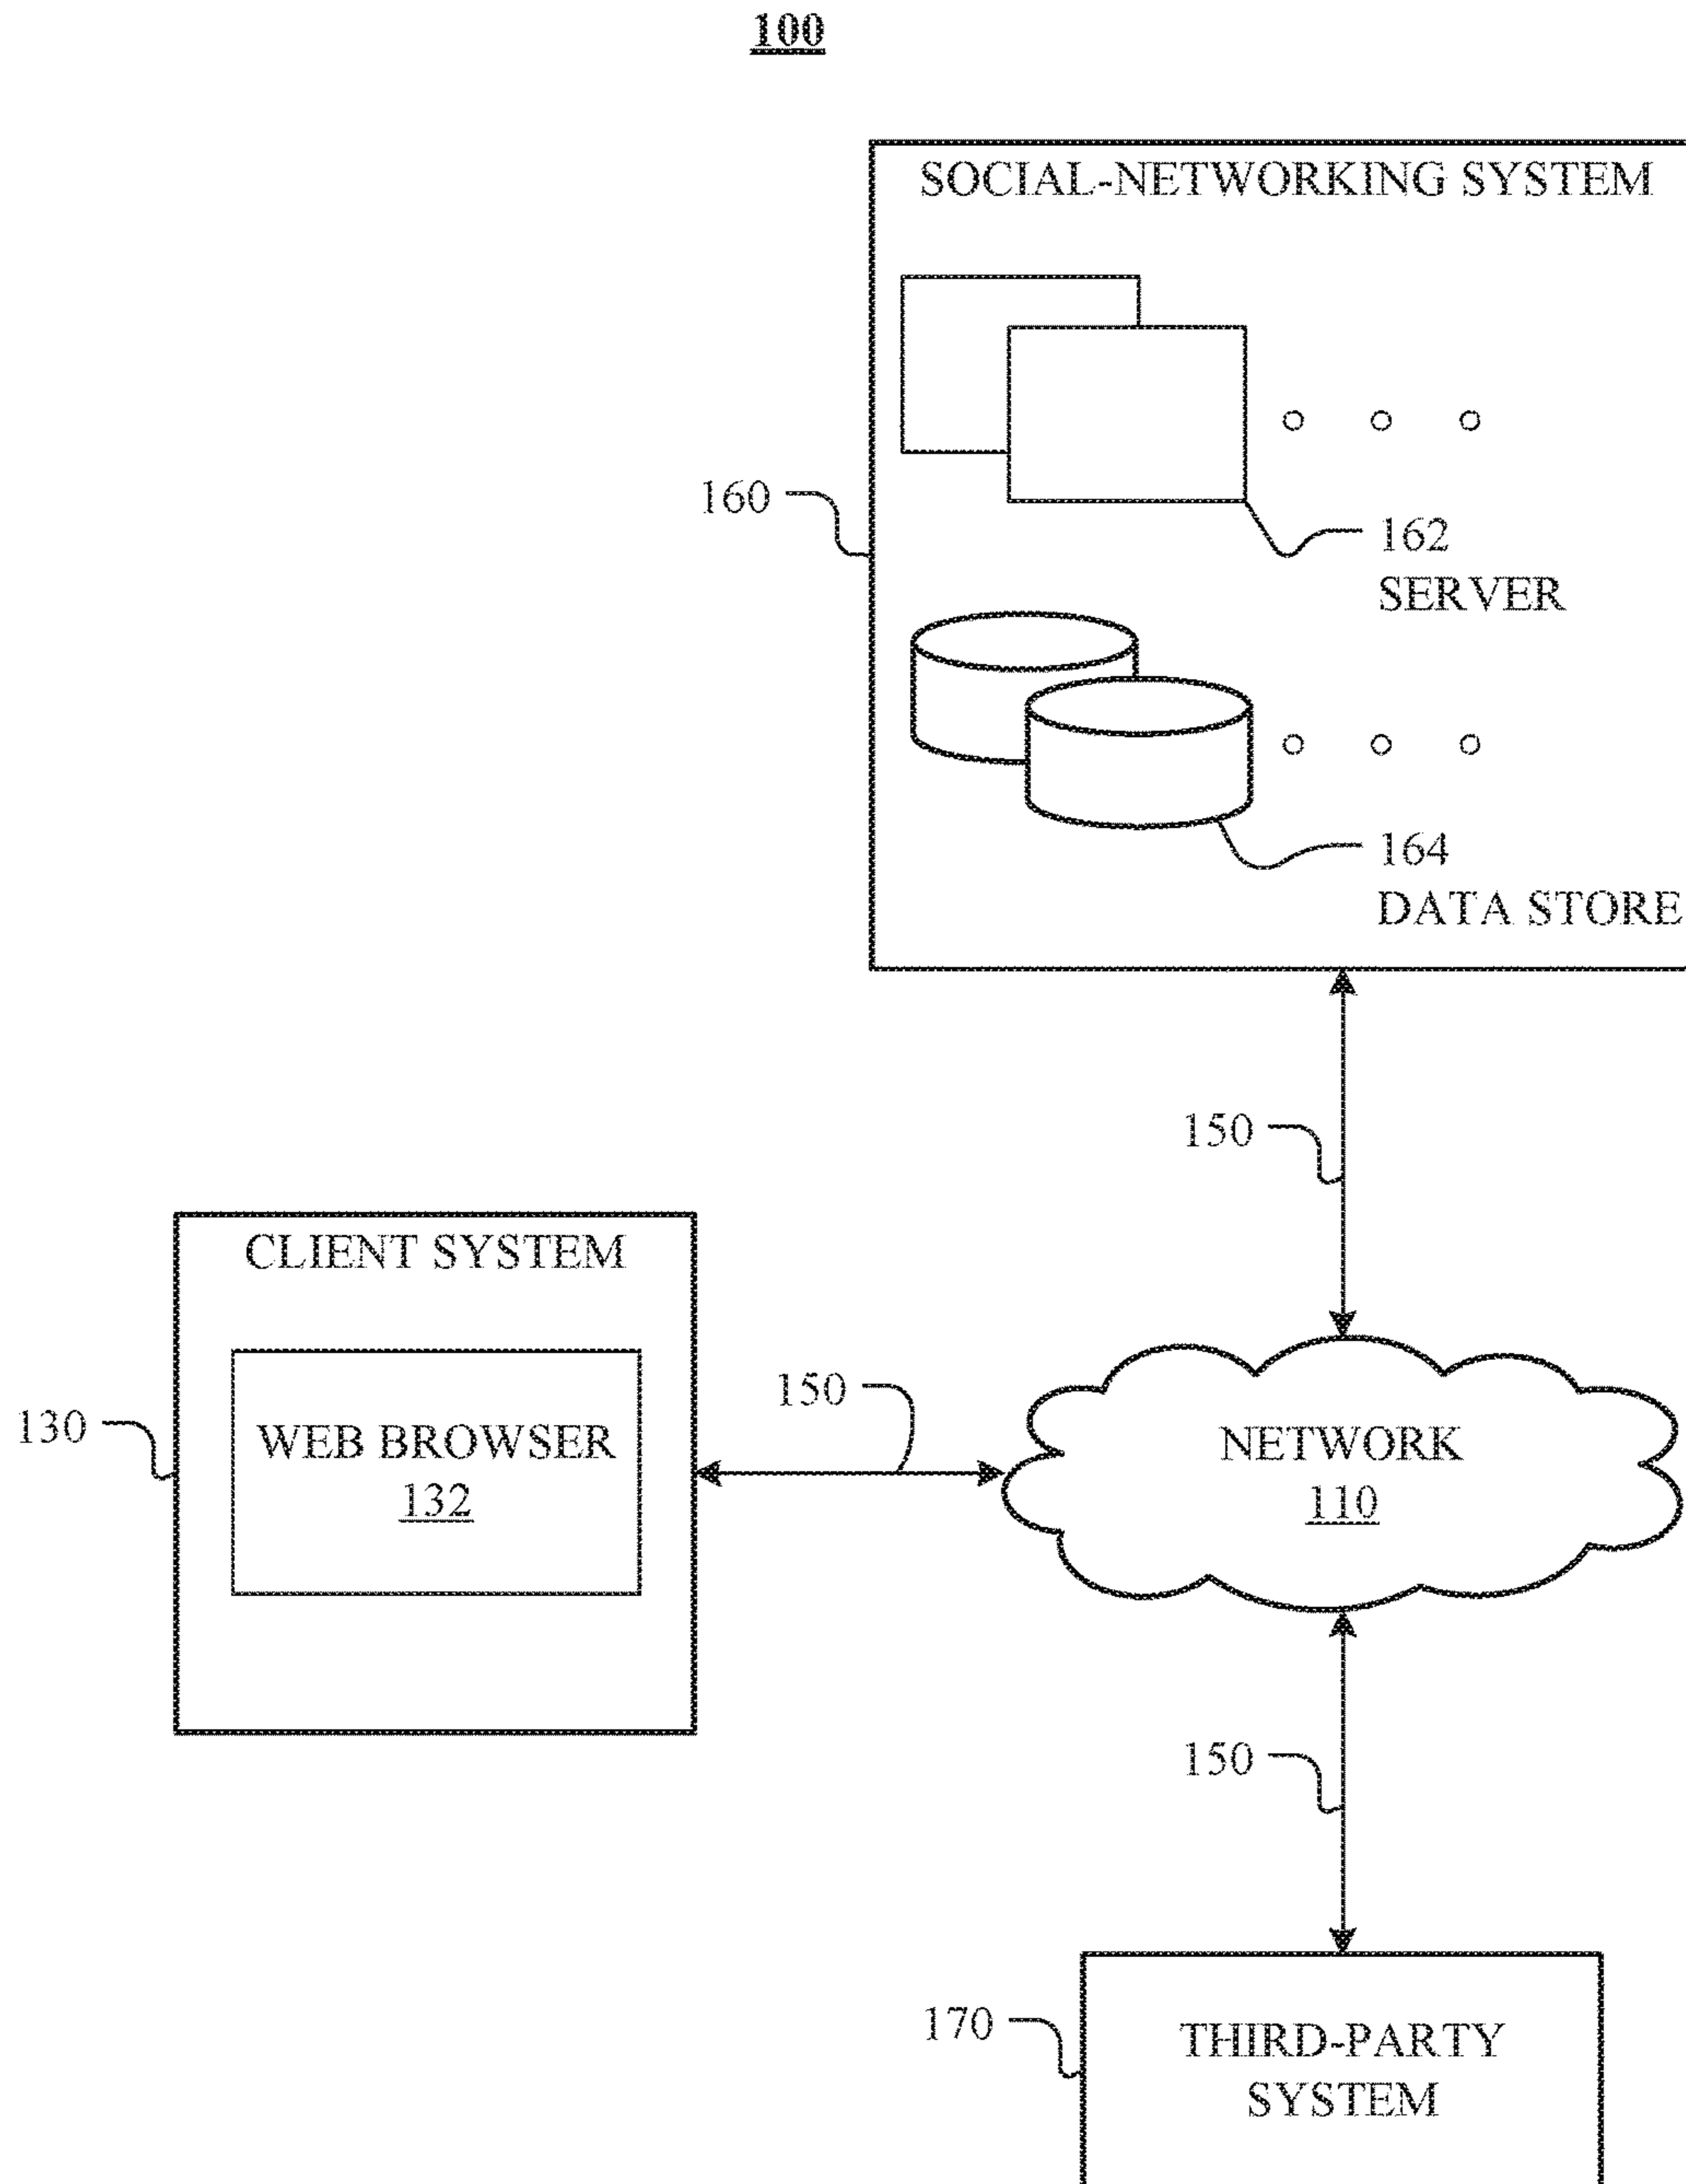 100
SOCIAL-NETWORKING SYSTEM
160
162
SERVER
164
DATA STORE
150
CLIENT SYSTEM
130
WEB BROWSER
132
150
NETWORK
110
150
170
THIRD-PARTY
SYSTEM